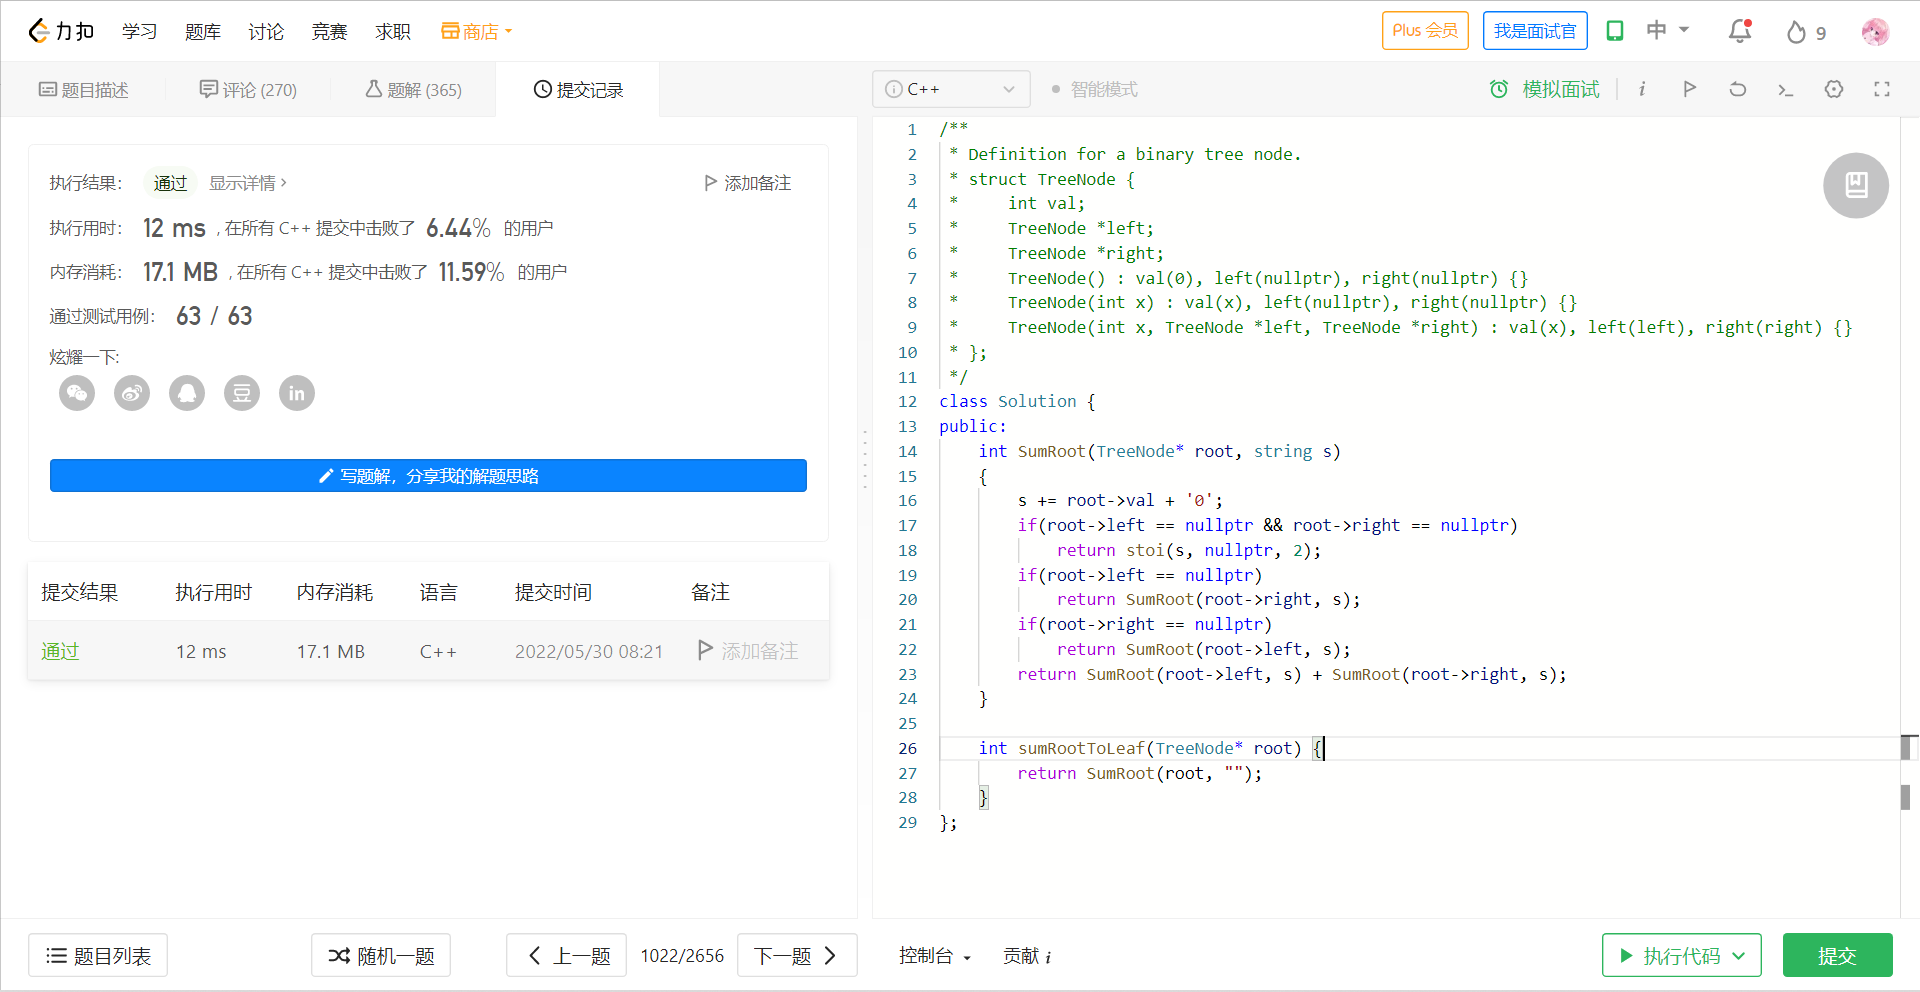 力扣 学习 题库 讨论 竞赛 求职 商店 Plus 会员 我是面试官 中 9
题目描述 评论 (270) 题解 (365) 提交记录
C++ 智能模式 模拟面试 i
执行结果： 通过 显示详情 > 添加备注
执行用时： 12 ms , 在所有 C++ 提交中击败了 6.44% 的用户
内存消耗： 17.1 MB , 在所有 C++ 提交中击败了 11.59% 的用户
通过测试用例： 63 / 63
炫耀一下:
豆 in
写题解，分享我的解题思路
提交结果 执行用时 内存消耗 语言 提交时间 备注
通过 12 ms 17.1 MB C++ 2022/05/30 08:21 添加备注
1 /**
2  * Definition for a binary tree node.
3  * struct TreeNode {
4  *     int val;
5  *     TreeNode *left;
6  *     TreeNode *right;
7  *     TreeNode() : val(0), left(nullptr), right(nullptr) {}
8  *     TreeNode(int x) : val(x), left(nullptr), right(nullptr) {}
9  *     TreeNode(int x, TreeNode *left, TreeNode *right) : val(x), left(left), right(right) {}
10  * };
11  */
12 class Solution {
13 public:
14     int SumRoot(TreeNode* root, string s)
15     {
16         s += root->val + '0';
17         if(root->left == nullptr && root->right == nullptr)
18             return stoi(s, nullptr, 2);
19         if(root->left == nullptr)
20             return SumRoot(root->right, s);
21         if(root->right == nullptr)
22             return SumRoot(root->left, s);
23         return SumRoot(root->left, s) + SumRoot(root->right, s);
24     }
25
26     int sumRootToLeaf(TreeNode* root) {
27         return SumRoot(root, "");
28     }
29 };
题目列表 随机一题 上一题 1022/2656 下一题 控制台 贡献 i 执行代码 提交